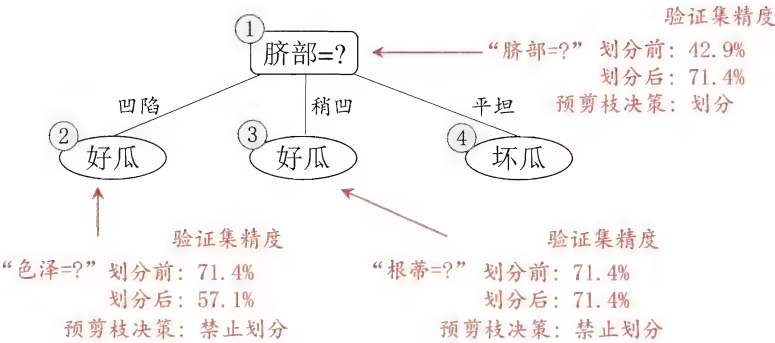 验证集精度
①
脐部=?
“脐部=?” 划分前: 42.9%
划分后: 71.4%
预剪枝决策: 划分
凹陷
稍凹
平坦
②
好瓜
③
好瓜
④
坏瓜
验证集精度
“色泽=?” 划分前: 71.4%
划分后: 57.1%
预剪枝决策: 禁止划分
验证集精度
“根蒂=?” 划分前: 71.4%
划分后: 71.4%
预剪枝决策: 禁止划分